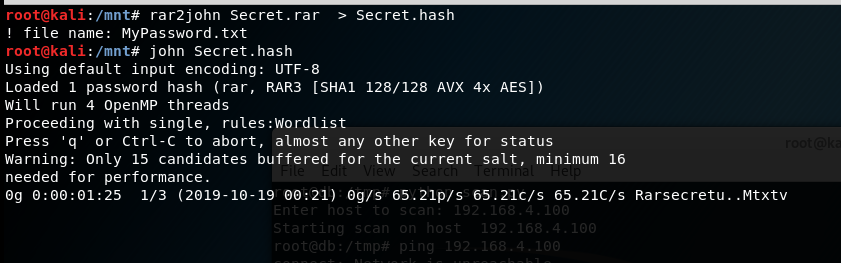 root@kali:/mnt# rar2john Secret.rar  > Secret.hash
! file name: MyPassword.txt
root@kali:/mnt# john Secret.hash
Using default input encoding: UTF-8
Loaded 1 password hash (rar, RAR3 [SHA1 128/128 AVX 4x AES])
Will run 4 OpenMP threads
Proceeding with single, rules:Wordlist
Press 'q' or Ctrl-C to abort, almost any other key for status
root@ka
Warning: Only 15 candidates buffered for the current salt, minimum 16
File Edit View Search Terminal Help
needed for performance.
0g 0:00:01:25  1/3 (2019-10-19 00:21) 0g/s 65.21p/s 65.21c/s 65.21C/s Rarsecretu..Mtxtv
Enter host to scan: 192.168.4.100
Starting scan on host  192.168.4.100
root@db:/tmp# ping 192.168.4.100
connect: Network is unreachable